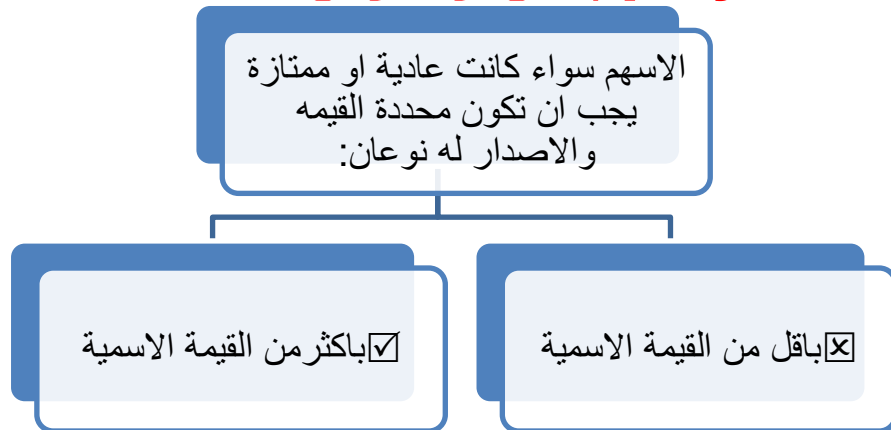 الاسهم سواء كانت عادية او ممتازة
يجب ان تكون محددة القيمه
والاصدار له نوعان:
☒باقل من القيمة الاسمية
☑باكثرمن القيمة الاسمية